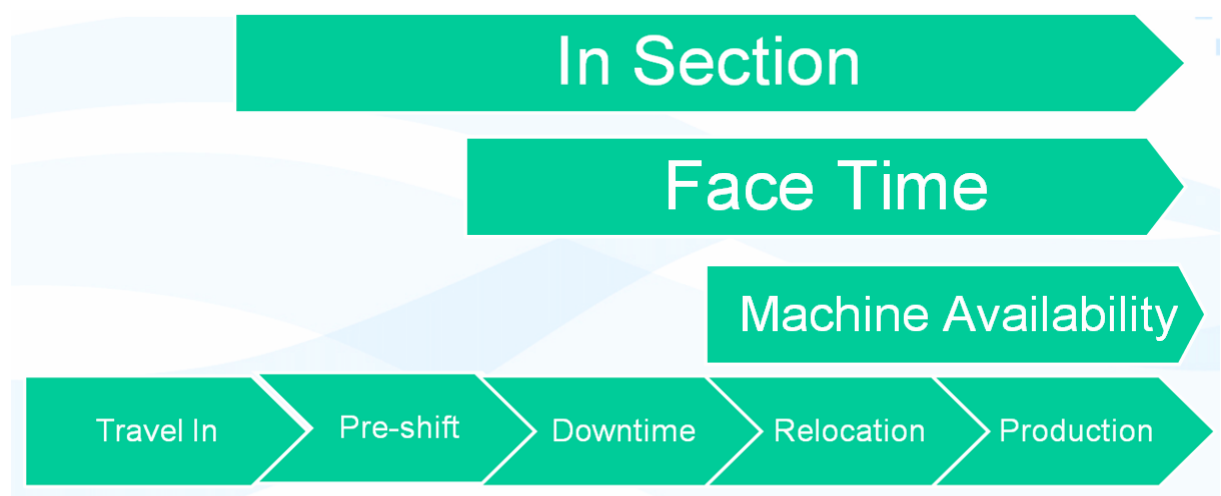 In Section
Face Time
Machine Availability
Travel In
Pre-shift
Downtime
Relocation
Production